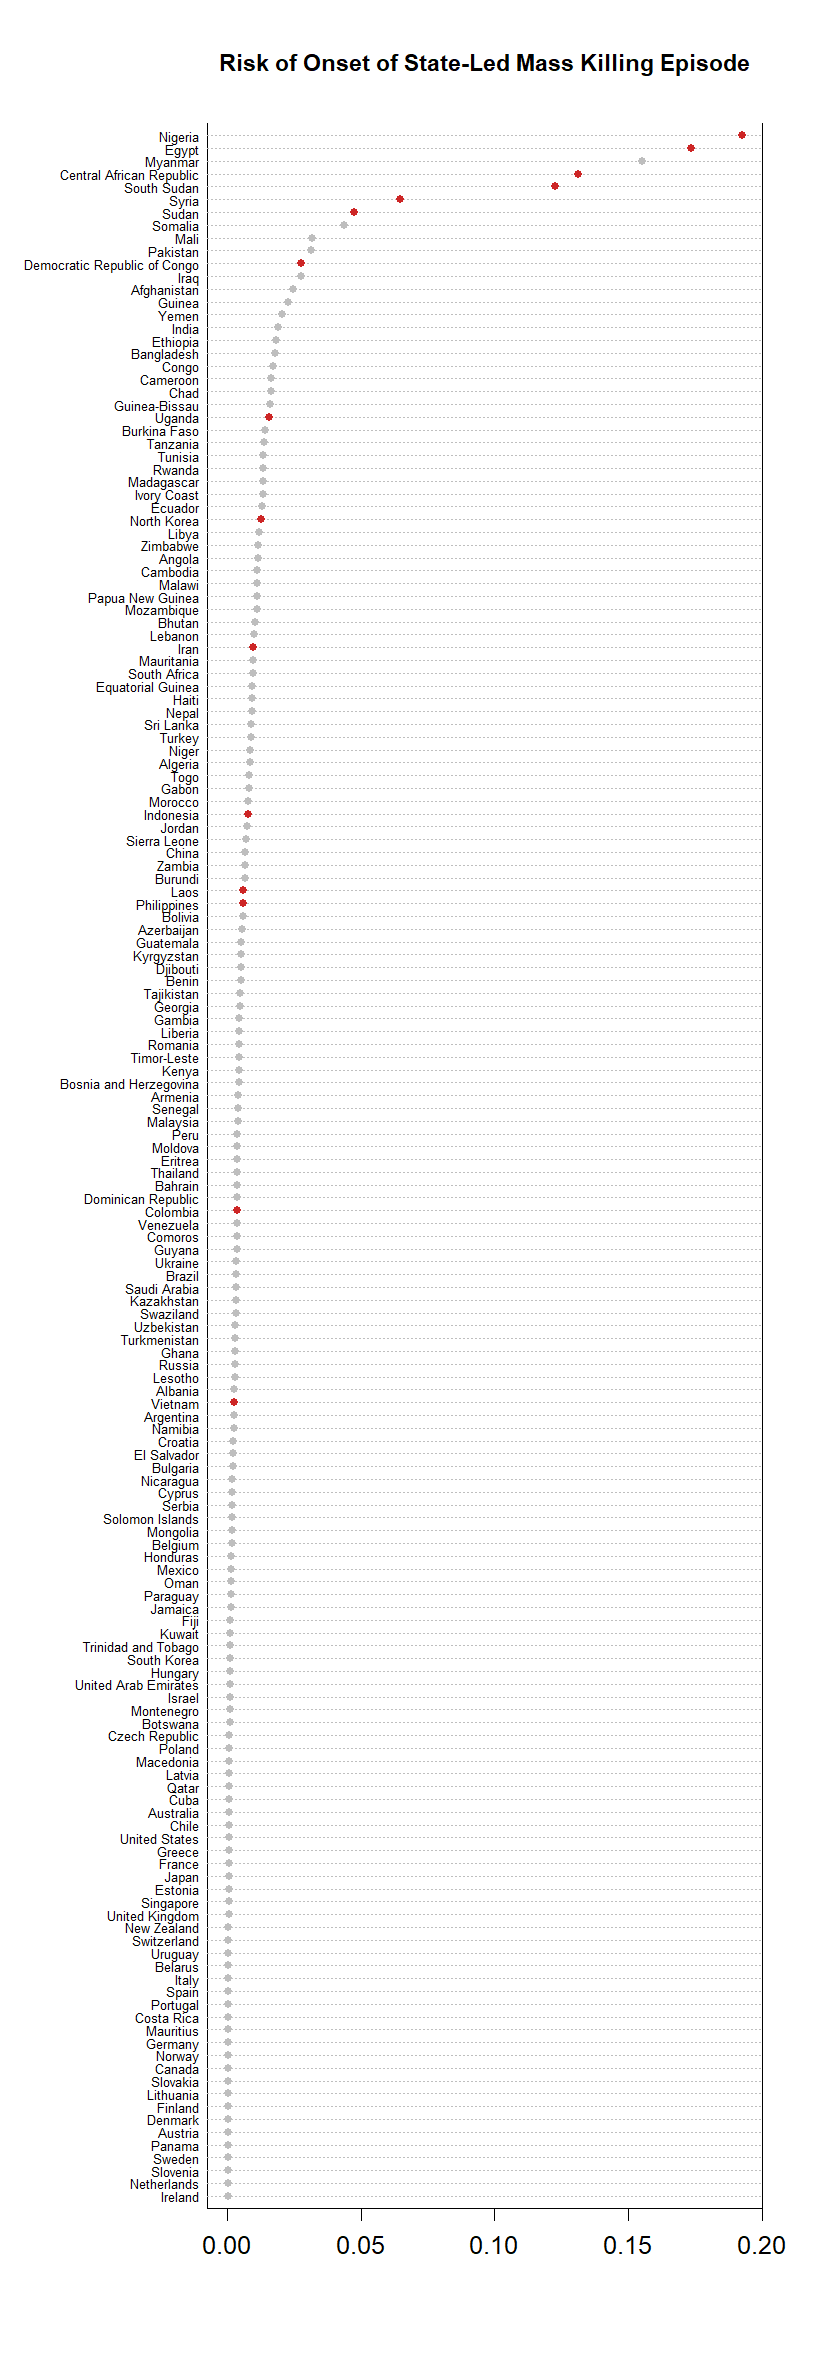 Risk of Onset of State-Led Mass Killing Episode
Nigeria
Egypt
Myanmar
Central African Republic
South Sudan
Syria
Sudan
Somalia
Mali
Pakistan
Democratic Republic of Congo
Iraq
Afghanistan
Guinea
Yemen
India
Ethiopia
Bangladesh
Congo
Cameroon
Chad
Guinea-Bissau
Uganda
Burkina Faso
Tanzania
Tunisia
Rwanda
Madagascar
Ivory Coast
Ecuador
North Korea
Libya
Zimbabwe
Angola
Cambodia
Malawi
Papua New Guinea
Mozambique
Bhutan
Lebanon
Iran
Mauritania
South Africa
Equatorial Guinea
Haiti
Nepal
Sri Lanka
Turkey
Niger
Algeria
Togo
Gabon
Morocco
Indonesia
Jordan
Sierra Leone
China
Zambia
Burundi
Laos
Philippines
Bolivia
Azerbaijan
Guatemala
Kyrgyzstan
Djibouti
Benin
Tajikistan
Georgia
Gambia
Liberia
Romania
Timor-Leste
Kenya
Bosnia and Herzegovina
Armenia
Senegal
Malaysia
Peru
Moldova
Eritrea
Thailand
Bahrain
Dominican Republic
Colombia
Venezuela
Comoros
Guyana
Ukraine
Brazil
Saudi Arabia
Kazakhstan
Swaziland
Uzbekistan
Turkmenistan
Ghana
Russia
Lesotho
Albania
Vietnam
Argentina
Namibia
Croatia
El Salvador
Bulgaria
Nicaragua
Cyprus
Serbia
Solomon Islands
Mongolia
Belgium
Honduras
Mexico
Oman
Paraguay
Jamaica
Fiji
Kuwait
Trinidad and Tobago
South Korea
Hungary
United Arab Emirates
Israel
Montenegro
Botswana
Czech Republic
Poland
Macedonia
Latvia
Qatar
Cuba
Australia
Chile
United States
Greece
France
Japan
Estonia
Singapore
United Kingdom
New Zealand
Switzerland
Uruguay
Belarus
Italy
Spain
Portugal
Costa Rica
Mauritius
Germany
Norway
Canada
Slovakia
Lithuania
Finland
Denmark
Austria
Panama
Sweden
Slovenia
Netherlands
Ireland
0.00 0.05 0.10 0.15 0.20